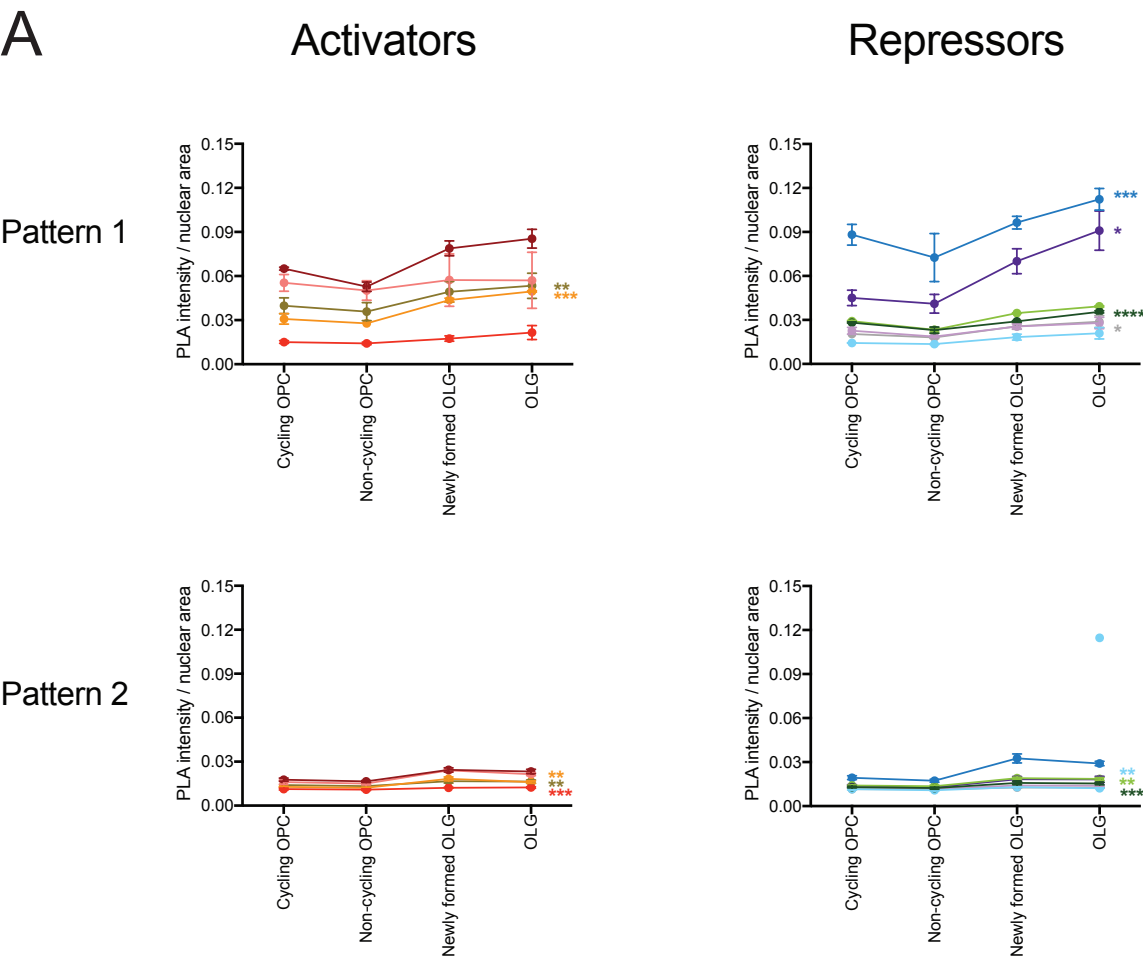 A
Activators
Repressors
Pattern 1
PLA intensity / nuclear area
0.15
0.12
0.09
0.06
0.03
0.00
**
***
Cycling OPC
Non-cycling OPC
Newly formed OLG
OLG
PLA intensity / nuclear area
0.15
0.12
0.09
0.06
0.03
0.00
***
*
****
*
Cycling OPC
Non-cycling OPC
Newly formed OLG
OLG
Pattern 2
PLA intensity / nuclear area
0.15
0.12
0.09
0.06
0.03
0.00
**
**
***
Cycling OPC
Non-cycling OPC
Newly formed OLG
OLG
PLA intensity / nuclear area
0.15
0.12
0.09
0.06
0.03
0.00
**
**
***
Cycling OPC
Non-cycling OPC
Newly formed OLG
OLG